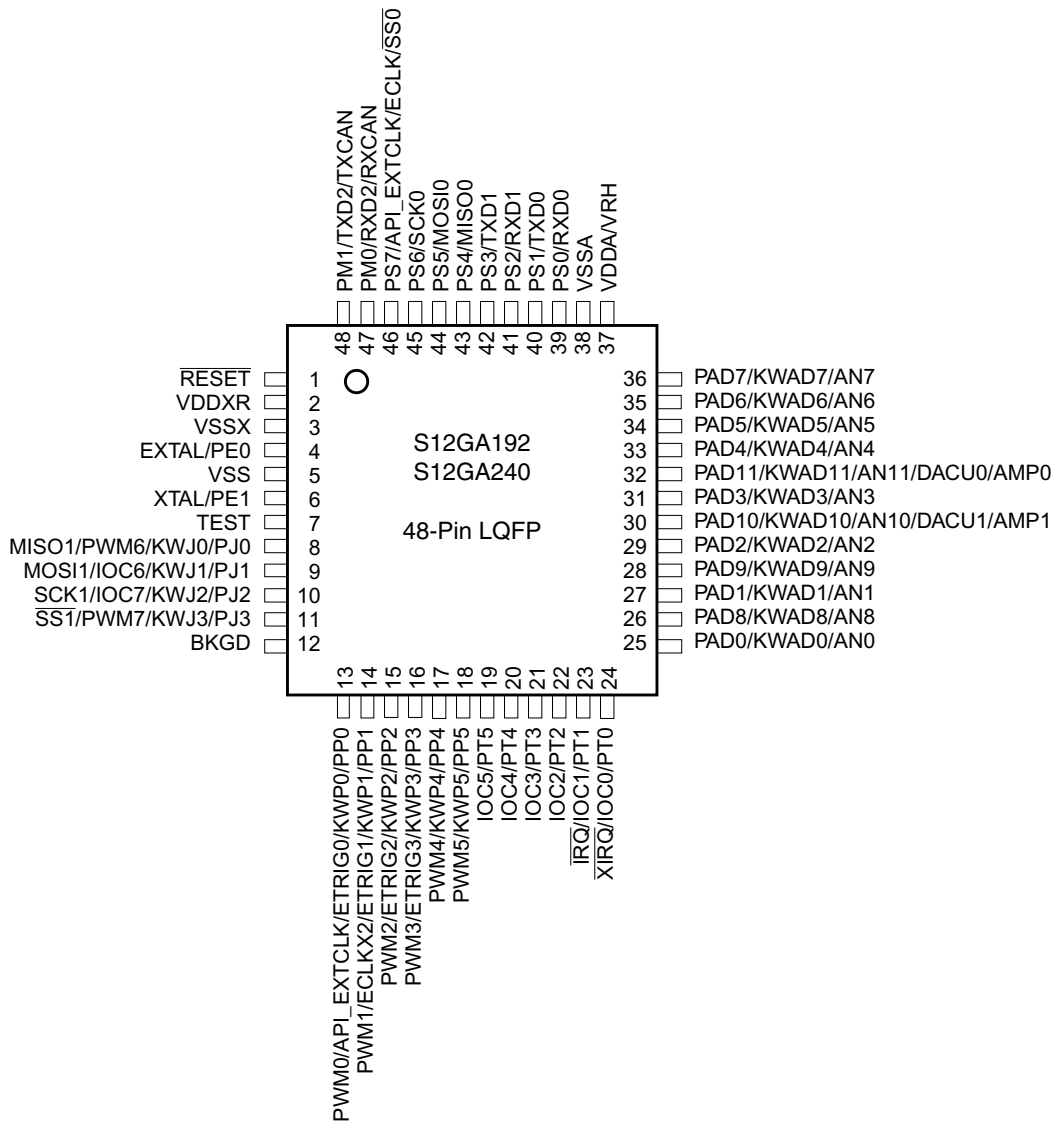 PM1/TXD2/TXCAN
PM0/RXD2/RXCAN
PS7/API_EXTCLK/ECLK/SS0
PS6/SCK0
PS5/MOSI0
PS4/MISO0
PS3/TXD1
PS2/RXD1
PS1/TXD0
PS0/RXD0
VSSA
VDDA/VRH
48
47
46
45
44
43
42
41
40
39
38
37
RESET 1
VDDXR 2
VSSX 3
EXTAL/PE0 4
VSS 5
XTAL/PE1 6
TEST 7
MISO1/PWM6/KWJ0/PJ0 8
MOSI1/IOC6/KWJ1/PJ1 9
SCK1/IOC7/KWJ2/PJ2 10
SS1/PWM7/KWJ3/PJ3 11
BKGD 12
S12GA192
S12GA240
48-Pin LQFP
36 PAD7/KWAD7/AN7
35 PAD6/KWAD6/AN6
34 PAD5/KWAD5/AN5
33 PAD4/KWAD4/AN4
32 PAD11/KWAD11/AN11/DACU0/AMP0
31 PAD3/KWAD3/AN3
30 PAD10/KWAD10/AN10/DACU1/AMP1
29 PAD2/KWAD2/AN2
28 PAD9/KWAD9/AN9
27 PAD1/KWAD1/AN1
26 PAD8/KWAD8/AN8
25 PAD0/KWAD0/AN0
13
14
15
16
17
18
19
20
21
22
23
24
PWM0/API_EXTCLK/ETRIG0/KWP0/PP0
PWM1/ECLKX2/ETRIG1/KWP1/PP1
PWM2/ETRIG2/KWP2/PP2
PWM3/ETRIG3/KWP3/PP3
PWM4/KWP4/PP4
PWM5/KWP5/PP5
IOC5/PT5
IOC4/PT4
IOC3/PT3
IOC2/PT2
IRQ/IOC1/PT1
XIRQ/IOC0/PT0